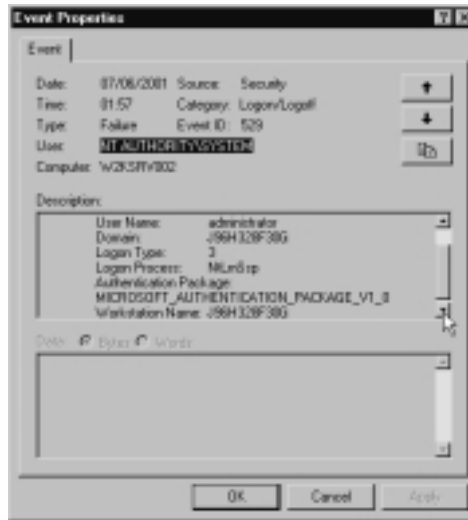 Event Properties
Event
Date: 07/06/2001 Source: Security
Time: 01:57 Category: Logon/Logoff
Type: Failure Event ID: 529
User: NT AUTHORITY\SYSTEM
Computer: W2KSRV002
Description:
User Name: administrator
Domain: J96H328F38G
Logon Type: 3
Logon Process: NtLmSsp
Authentication Package:
MICROSOFT_AUTHENTICATION_PACKAGE_V1_0
Workstation Name: J96H328F38G
Data: Bytes Words
OK Cancel Apply